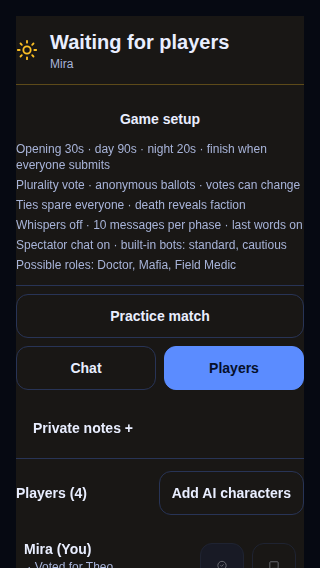 Waiting for players
Mira
Game setup
Opening 30s · day 90s · night 20s · finish when
everyone submits
Plurality vote · anonymous ballots · votes can change
Ties spare everyone · death reveals faction
Whispers off · 10 messages per phase · last words on
Spectator chat on · built-in bots: standard, cautious
Possible roles: Doctor, Mafia, Field Medic
Practice match
Chat Players
Private notes +
Players (4) Add AI characters
Mira (You)
· Voted for Theo